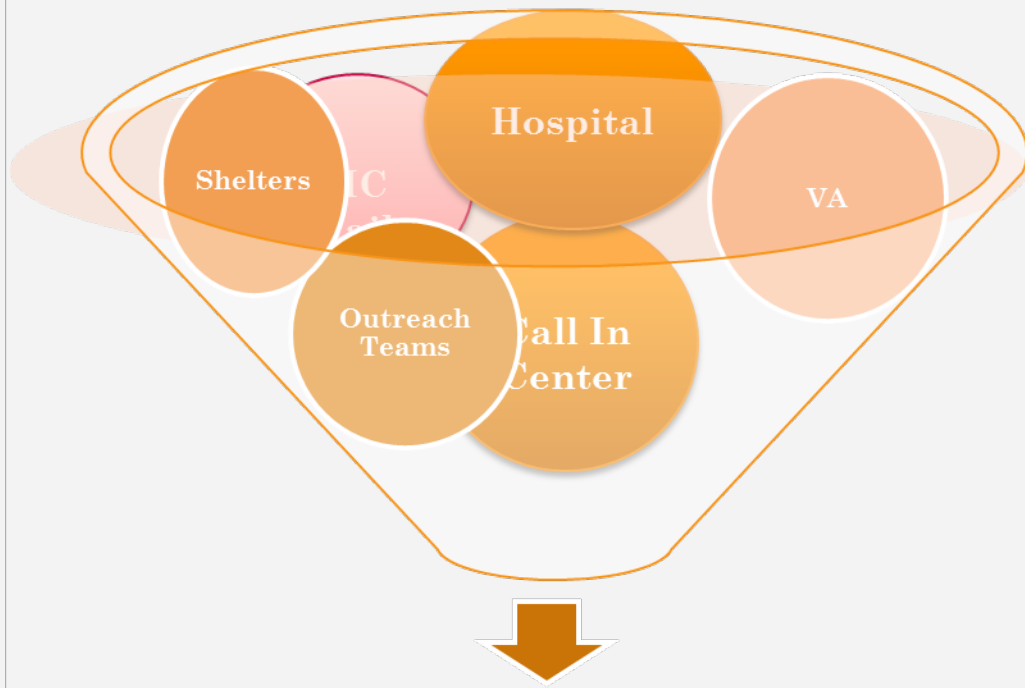 Hospital
Shelters
VA
Outreach
Teams
Call In
Center